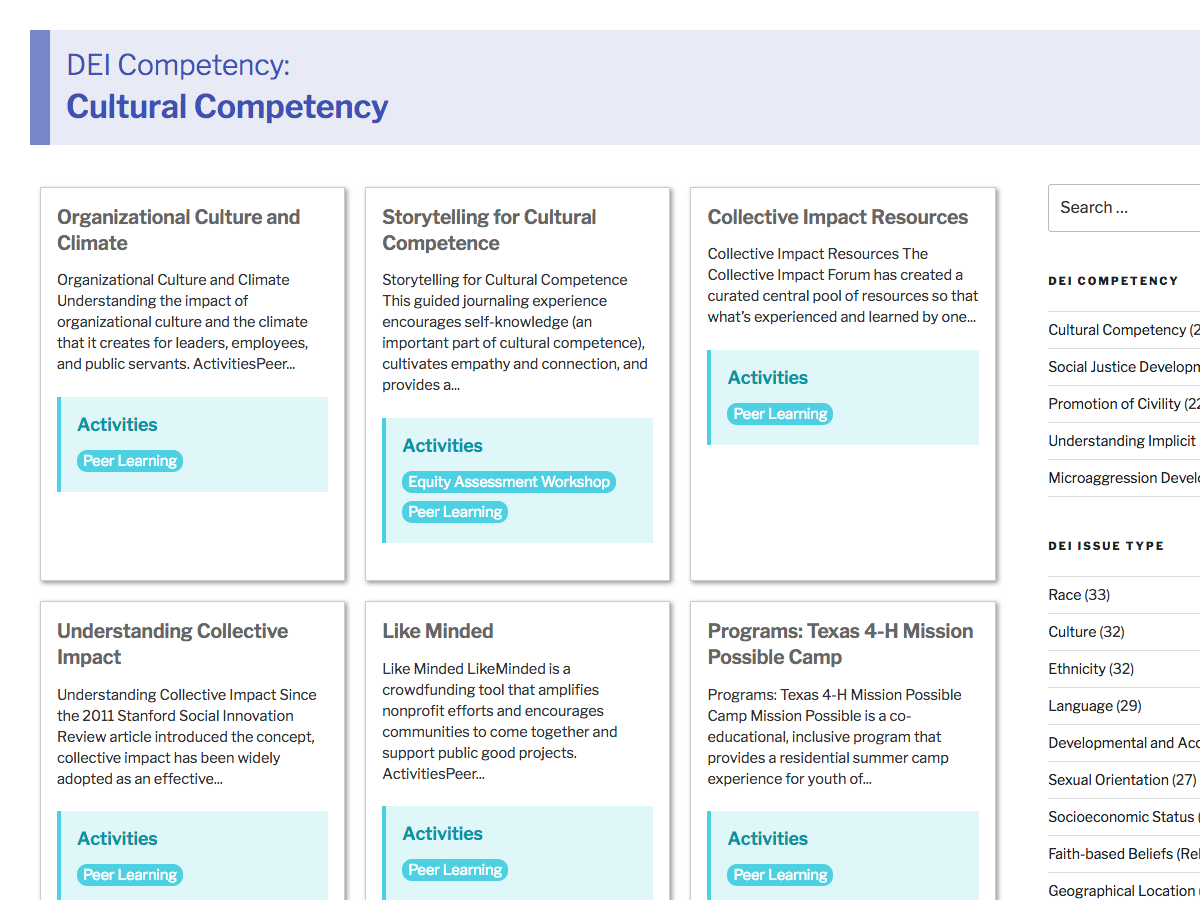 DEI Competency:
Cultural Competency
Organizational Culture and
Climate
Organizational Culture and Climate
Understanding the impact of
organizational culture and the climate
that it creates for leaders, employees,
and public servants. ActivitiesPeer...
Activities
Peer Learning
Storytelling for Cultural
Competence
Storytelling for Cultural Competence
This guided journaling experience
encourages self-knowledge (an
important part of cultural competence),
cultivates empathy and connection, and
provides a...
Activities
Equity Assessment Workshop
Peer Learning
Collective Impact Resources
Collective Impact Resources The
Collective Impact Forum has created a
curated central pool of resources so that
what's experienced and learned by one...
Activities
Peer Learning
Understanding Collective
Impact
Understanding Collective Impact Since
the 2011 Stanford Social Innovation
Review article introduced the concept,
collective impact has been widely
adopted as an effective...
Activities
Peer Learning
Like Minded
Like Minded LikeMinded is a
crowdfunding tool that amplifies
nonprofit efforts and encourages
communities to come together and
support public good projects.
ActivitiesPeer...
Activities
Peer Learning
Programs: Texas 4-H Mission
Possible Camp
Programs: Texas 4-H Mission Possible
Camp Mission Possible is a co-
educational, inclusive program that
provides a residential summer camp
experience for youth of...
Activities
Peer Learning
Search ...
DEI COMPETENCY
Cultural Competency (2
Social Justice Developm
Promotion of Civility (22
Understanding Implicit
Microaggression Develo
DEI ISSUE TYPE
Race (33)
Culture (32)
Ethnicity (32)
Language (29)
Developmental and Acc
Sexual Orientation (27)
Socioeconomic Status (
Faith-based Beliefs (Rel
Geographical Location (